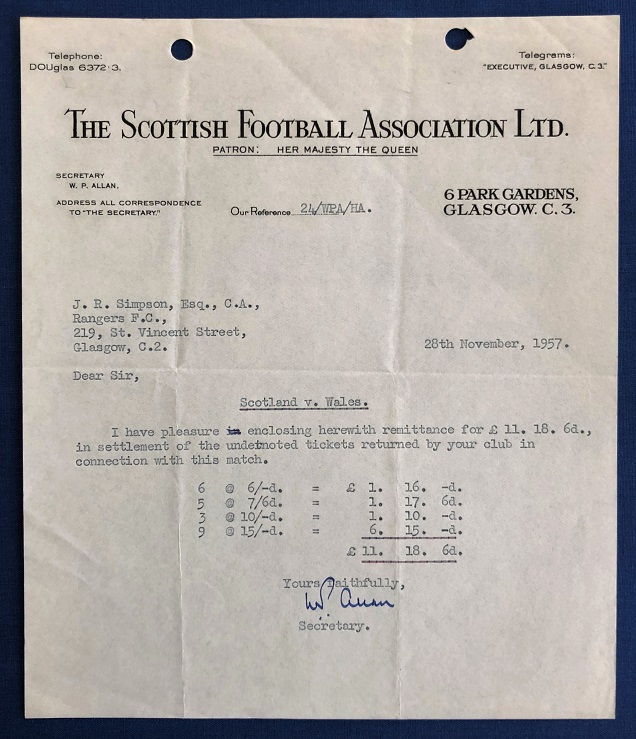 Telephone:
DOUglas 6372·3.
Telegrams:
"EXECUTIVE, GLASGOW, C.3."
THE SCOTTISH FOOTBALL ASSOCIATION LTD.
PATRON: HER MAJESTY THE QUEEN
SECRETARY
W. P. ALLAN.
ADDRESS ALL CORRESPONDENCE
TO "THE SECRETARY."
Our Reference 24/WPA/HA.
6 PARK GARDENS,
GLASGOW. C. 3.
J. R. Simpson, Esq., C.A.,
Rangers F.C.,
219, St. Vincent Street,
Glasgow, C.2.
28th November, 1957.
Dear Sir,
Scotland v. Wales.
I have pleasure in enclosing herewith remittance for £ 11. 18. 6d.,
in settlement of the undernoted tickets returned by your club in
connection with this match.
6 @ 6/-d. = £ 1. 16. -d.
5 @ 7/6d. = 1. 17. 6d.
3 @ 10/-d. = 1. 10. -d.
9 @ 15/-d. = 6. 15. -d.
£ 11. 18. 6d.
Yours faithfully,
W.P. Allan
Secretary.